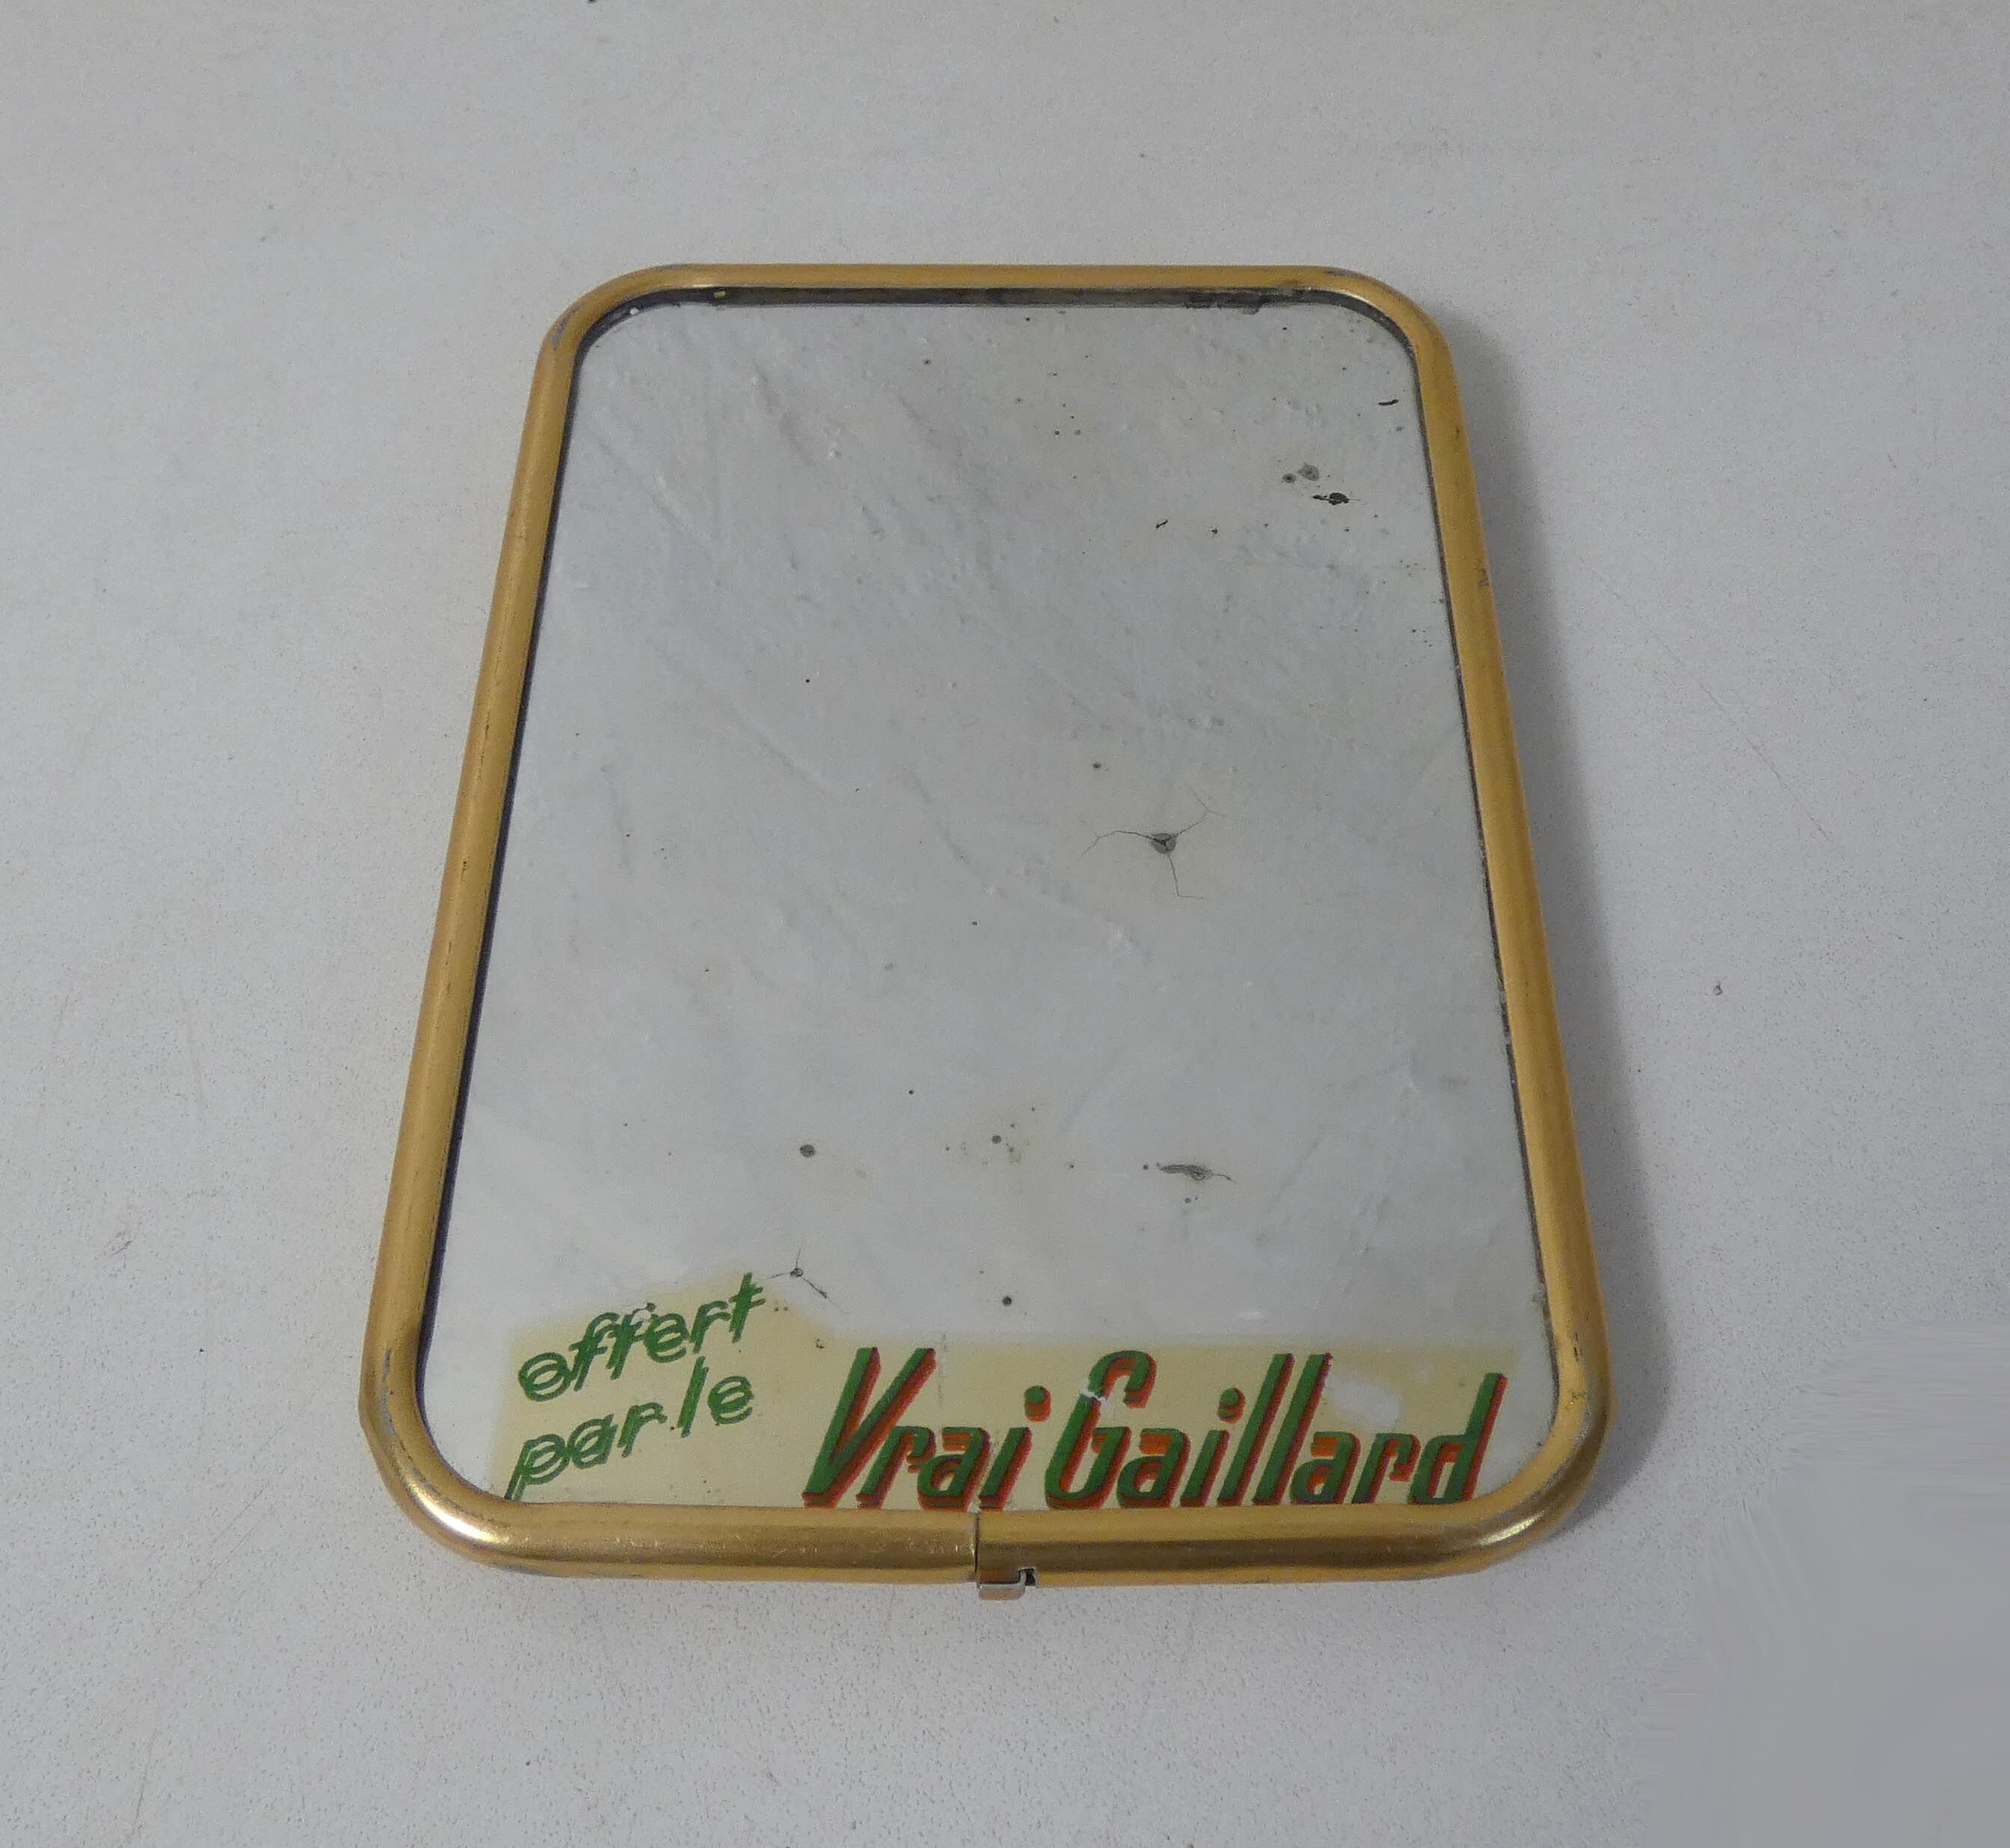 offert
par le
Vrai Gaillard